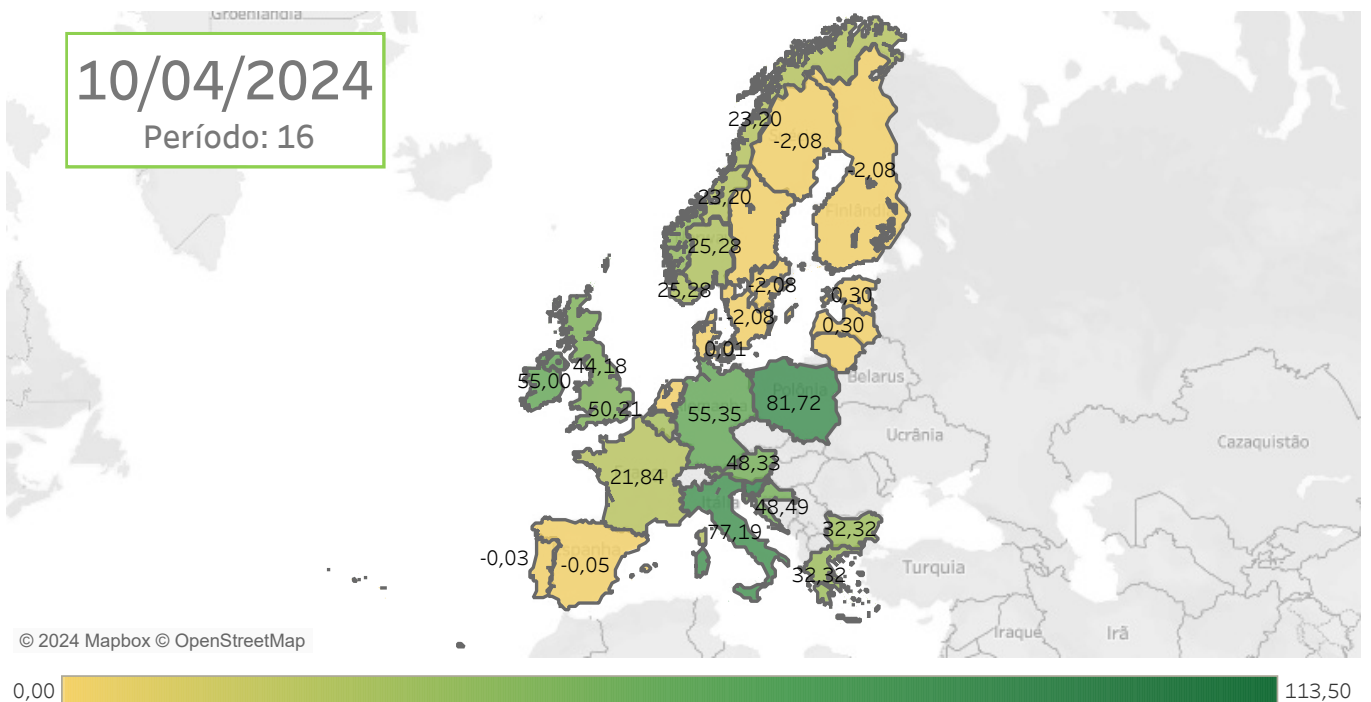 Groenlândia
10/04/2024
Período: 16
23,20
-2,08
-2,08
23,20
Finlândia
25,28
25,28
-2,08
0,30
-2,08
0,30
0,01
44,18
55,00
Belarus
Polônia
50,21
55,35
81,72
Ucrânia
Cazaquistão
48,33
21,84
Itália
48,49
77,19
32,32
-0,03
Espanha
-0,05
32,32
Turquia
Iraque
Irã
© 2024 Mapbox © OpenStreetMap
0,00
113,50